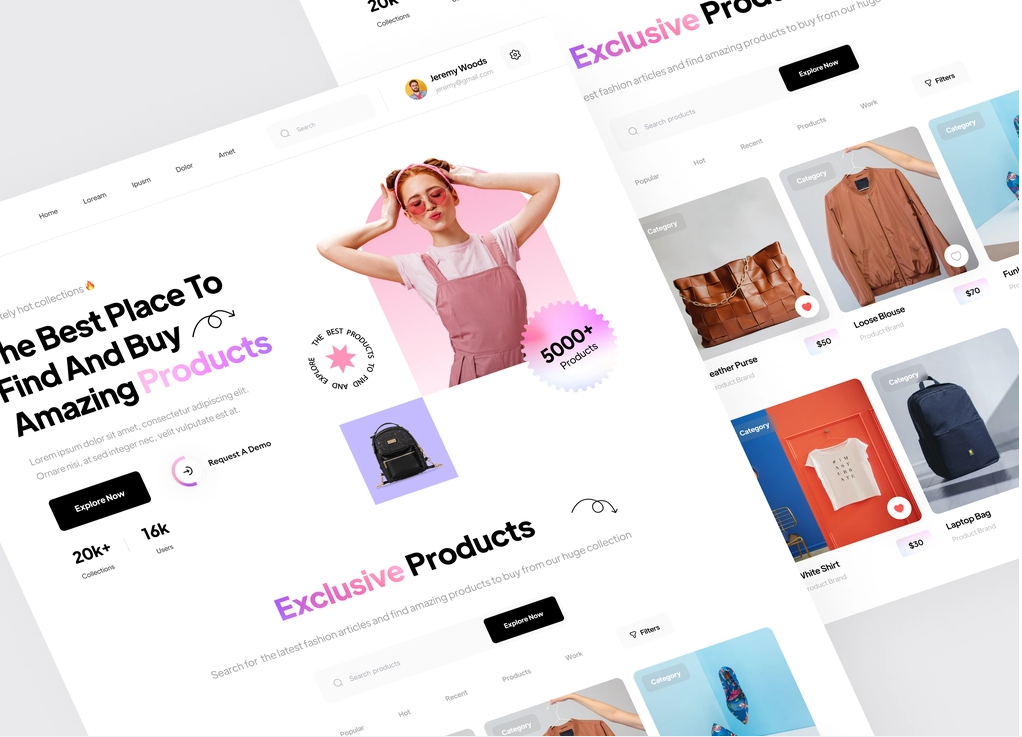 20k
Collections
Jeremy Woods
jeremy@gmail.com
Search
Home
Loream
Ipusm
Dolor
Amet
tely hot collections🔥
he Best Place To
Find And Buy
Amazing Products
Lorem ipsum dolor sit amet, consectetur adipiscing elit.
Ornare nisi, at sed integer nec, velit vulputate est at.
Explore Now
Request A Demo
20k+
Collections
16k
Users
THE BEST PRODUCTS TO FIND AND EXPLORE
5000+
Products
Exclusive Products
Search for the latest fashion articles and find amazing products to buy from our huge collection
Search products
Explore Now
Filters
Popular
Hot
Recent
Products
Work
Category
Category
Exclusive Produc
est fashion articles and find amazing products to buy from our huge
Search products
Explore Now
Filters
Popular
Hot
Recent
Products
Work
Category
Category
Category
eather Purse
roduct Brand
$50
Loose Blouse
Product Brand
$70
Fun
Pro
Category
Category
White Shirt
roduct Brand
$30
Laptop Bag
Product Brand